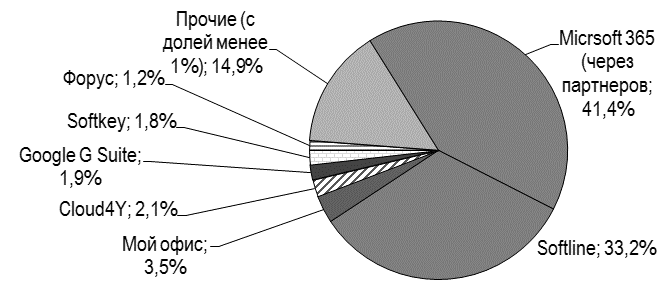 Прочие (с
долей менее
1%); 14,9%
Micrsoft 365
(через
партнеров;
41,4%
Форус; 1,2%
Softkey; 1,8%
Google G Suite;
1,9%
Cloud4Y; 2,1%
Мой офис;
3,5%
Softline; 33,2%